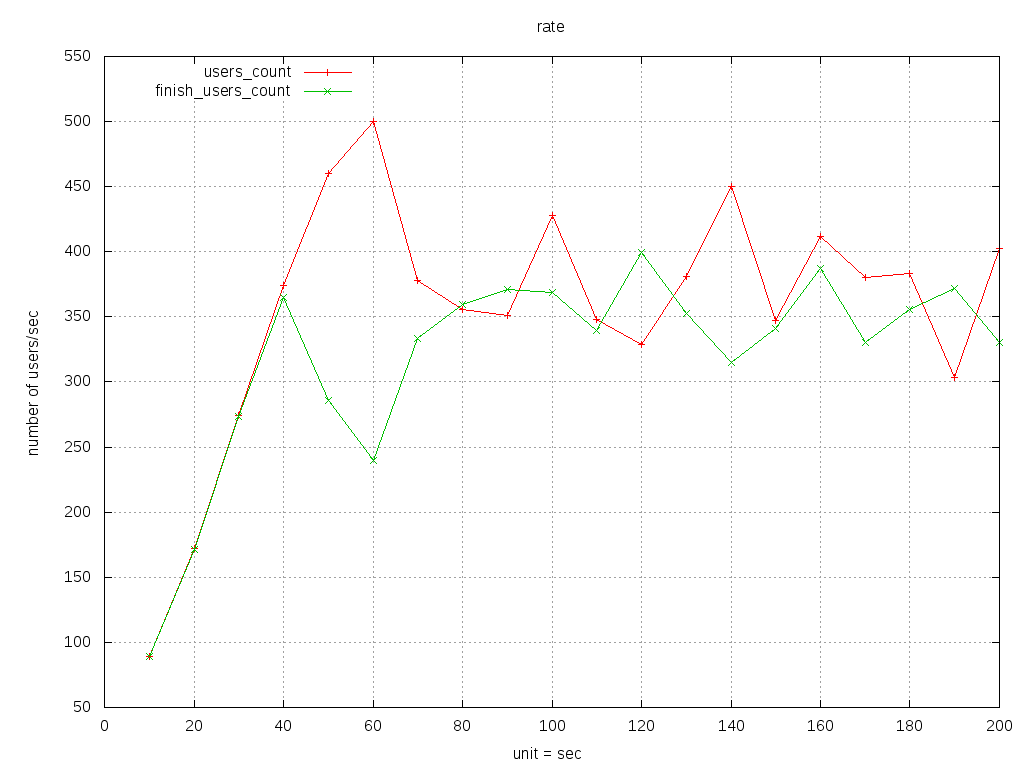 rate
users_count
finish_users_count
550
500
450
400
350
300
250
200
150
100
50
number of users/sec
0 20 40 60 80 100 120 140 160 180 200
unit = sec